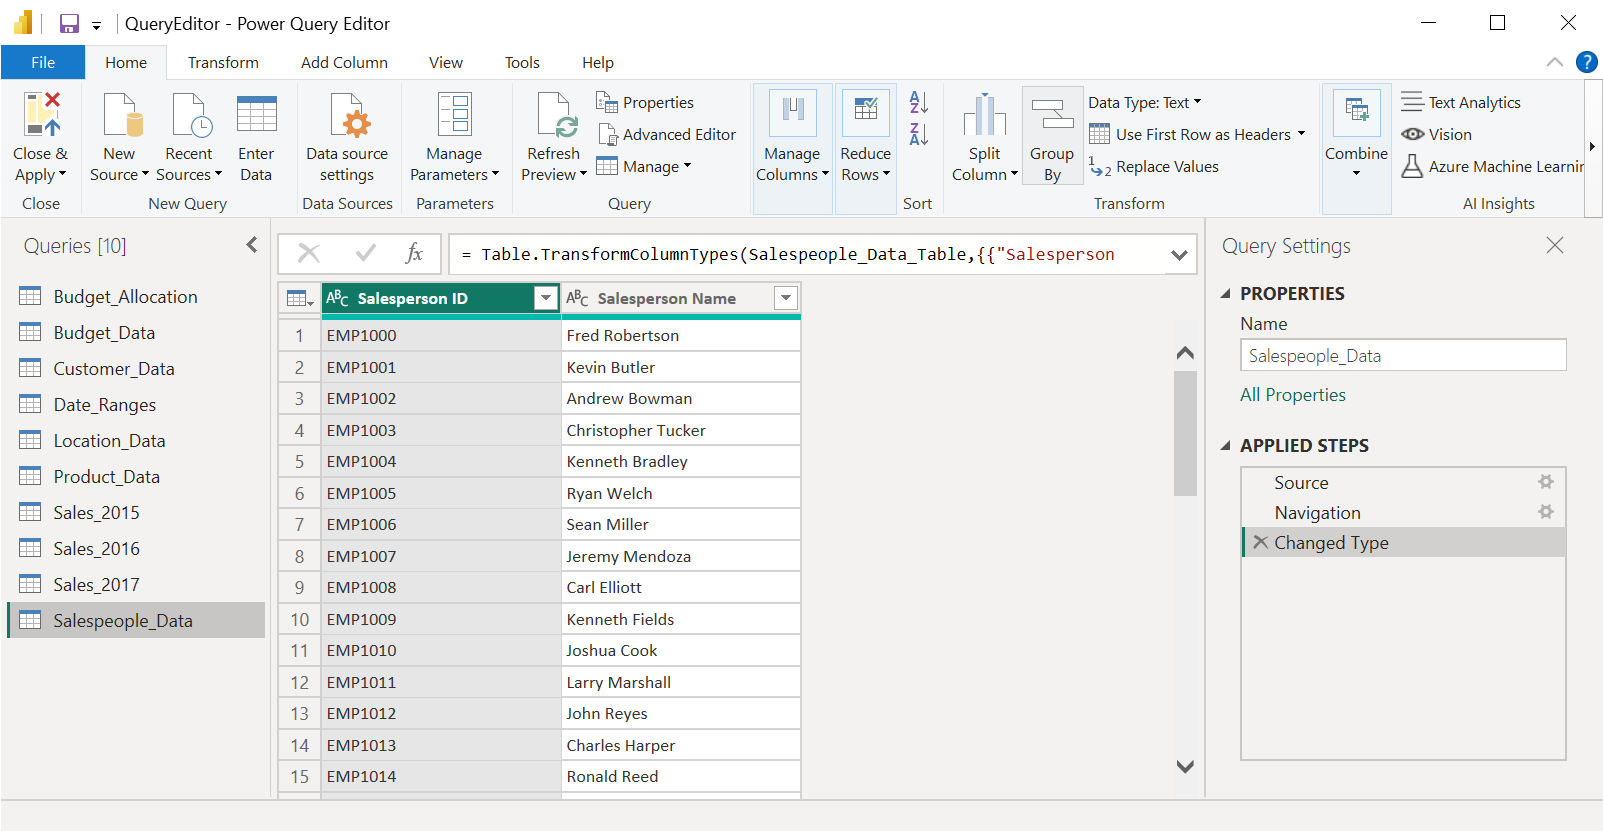 QueryEditor - Power Query Editor
File Home Transform Add Column View Tools Help
?
Close & Apply
Close
New Source
Recent Sources
Enter Data
New Query
Data source settings
Data Sources
Manage Parameters
Parameters
Refresh Preview
Properties
Advanced Editor
Manage
Query
Manage Columns
Reduce Rows
A Z
Z A
Sort
Split Column
Group By
Data Type: Text
Use First Row as Headers
1 2 Replace Values
Transform
Combine
Text Analytics
Vision
Azure Machine Learnin
AI Insights
Queries [10]
Budget_Allocation
Budget_Data
Customer_Data
Date_Ranges
Location_Data
Product_Data
Sales_2015
Sales_2016
Sales_2017
Salespeople_Data
fx = Table.TransformColumnTypes(Salespeople_Data_Table,{{"Salesperson
ABC Salesperson ID ABC Salesperson Name
1 EMP1000 Fred Robertson
2 EMP1001 Kevin Butler
3 EMP1002 Andrew Bowman
4 EMP1003 Christopher Tucker
5 EMP1004 Kenneth Bradley
6 EMP1005 Ryan Welch
7 EMP1006 Sean Miller
8 EMP1007 Jeremy Mendoza
9 EMP1008 Carl Elliott
10 EMP1009 Kenneth Fields
11 EMP1010 Joshua Cook
12 EMP1011 Larry Marshall
13 EMP1012 John Reyes
14 EMP1013 Charles Harper
15 EMP1014 Ronald Reed
Query Settings
PROPERTIES
Name
Salespeople_Data
All Properties
APPLIED STEPS
Source
Navigation
Changed Type